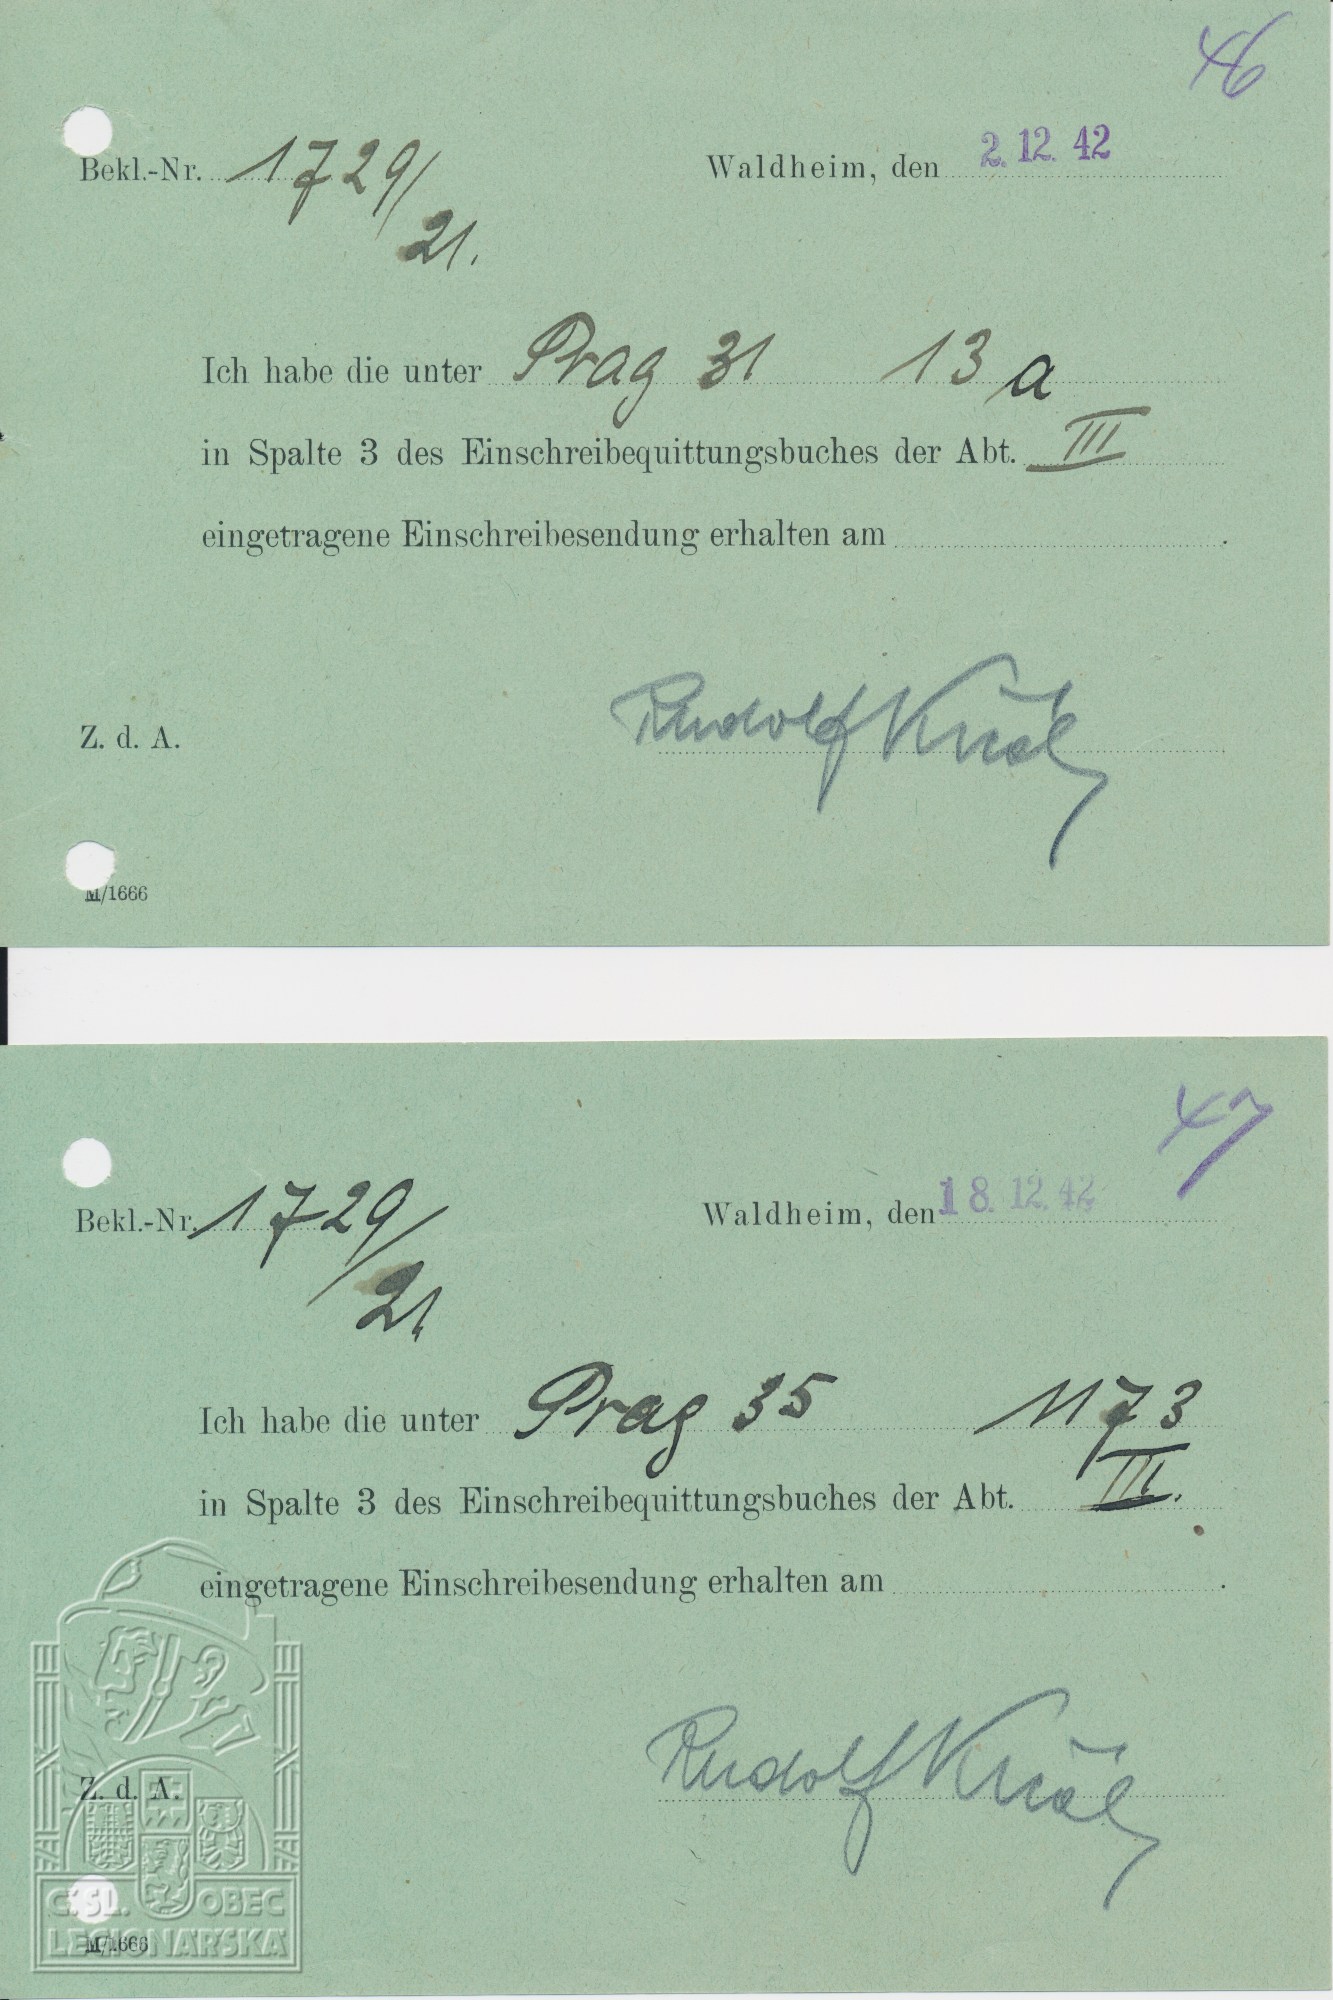 46
Bekl.-Nr. 1729/
21.
Waldheim, den 2. 12. 42
Ich habe die unter Prag 31 13 a
in Spalte 3 des Einschreibequittungsbuches der Abt. III
eingetragene Einschreibesendung erhalten am .
Rudolf Král
Z. d. A.
M/1666
47
Bekl.-Nr. 1729/
21.
Waldheim, den 18. 12. 42
Ich habe die unter Prag 35 1173
in Spalte 3 des Einschreibequittungsbuches der Abt. III.
eingetragene Einschreibesendung erhalten am .
Rudolf Král
Z. d. A.
Č.SL. OBEC
LEGIONÁŘSKÁ
M/1666